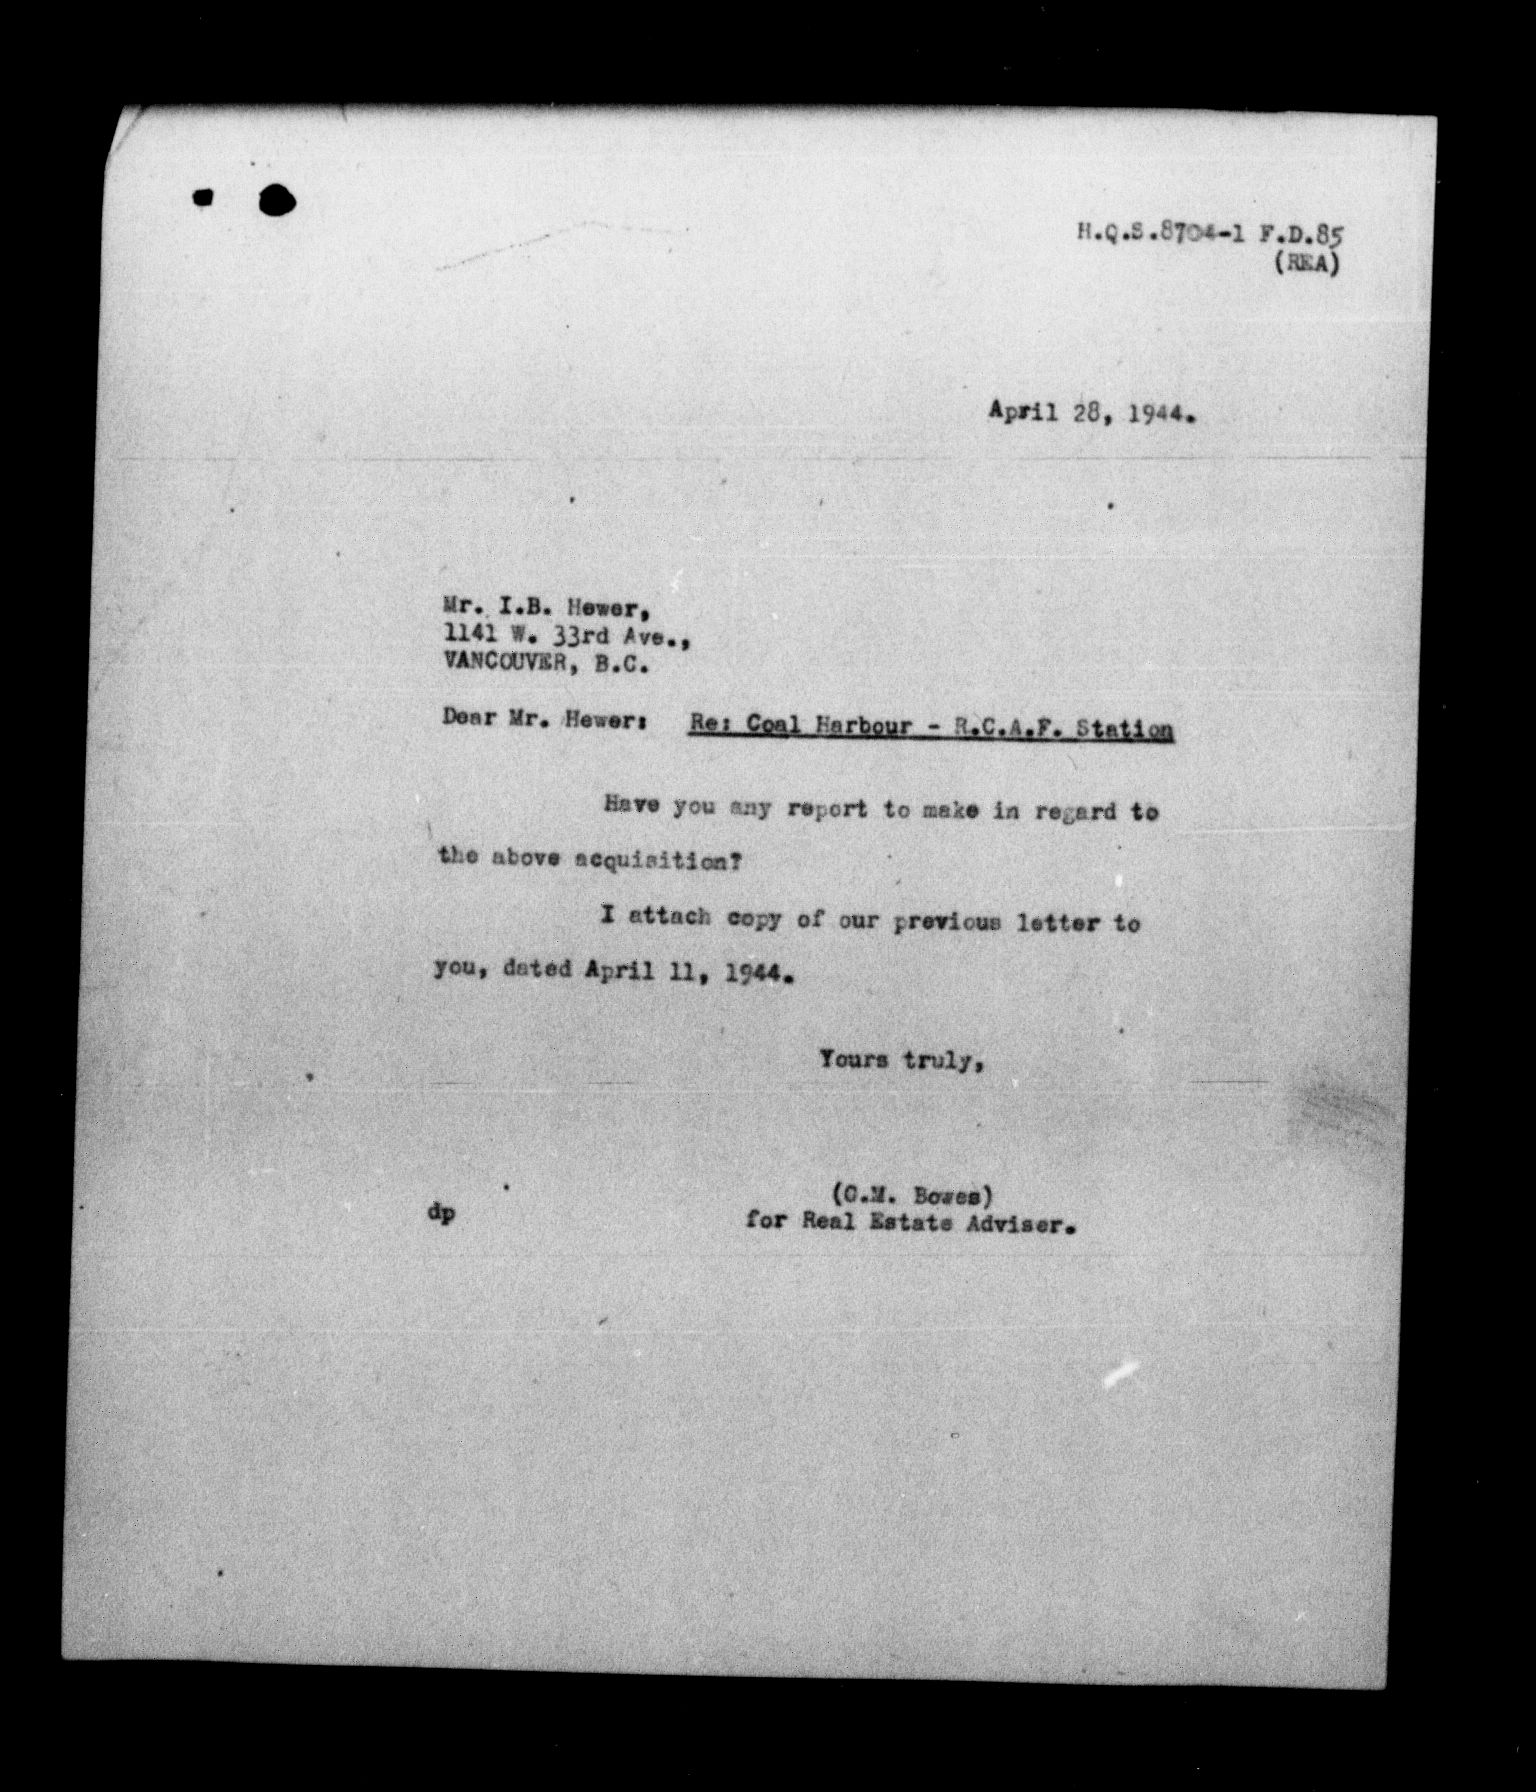 H.Q.S.8704-1 F.D.85
(REA)
April 28, 1944.
Mr. I.B. Hewer,
1141 W. 33rd Ave.,
VANCOUVER, B.C.
Dear Mr. Hewer: Re: Coal Harbour - R.C.A.F. Station
Have you any report to make in regard to
the above acquisition?
I attach copy of our previous letter to
you, dated April 11, 1944.
Yours truly,
(C.M. Bowes)
dp for Real Estate Adviser.